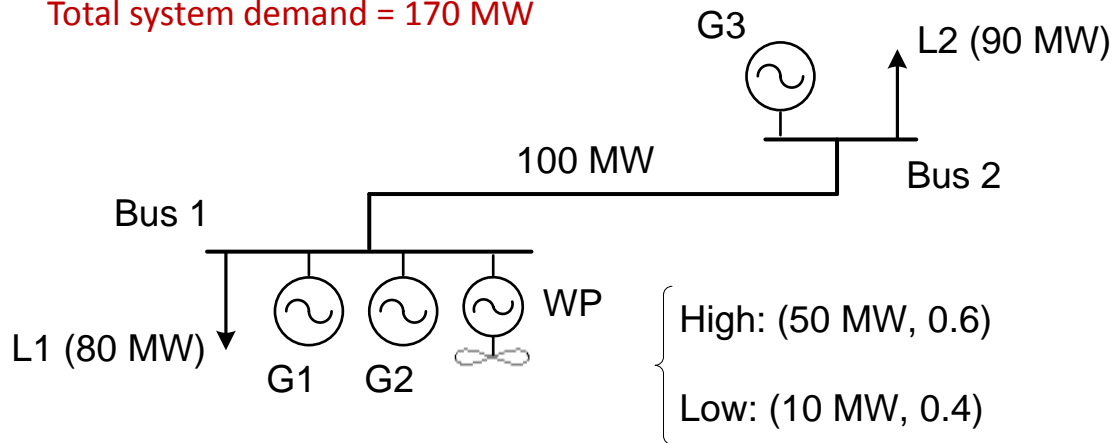 Total system demand = 170 MW
G3
L2 (90 MW)
100 MW
Bus 2
Bus 1
WP
High: (50 MW, 0.6)
L1 (80 MW)
G1
G2
Low: (10 MW, 0.4)